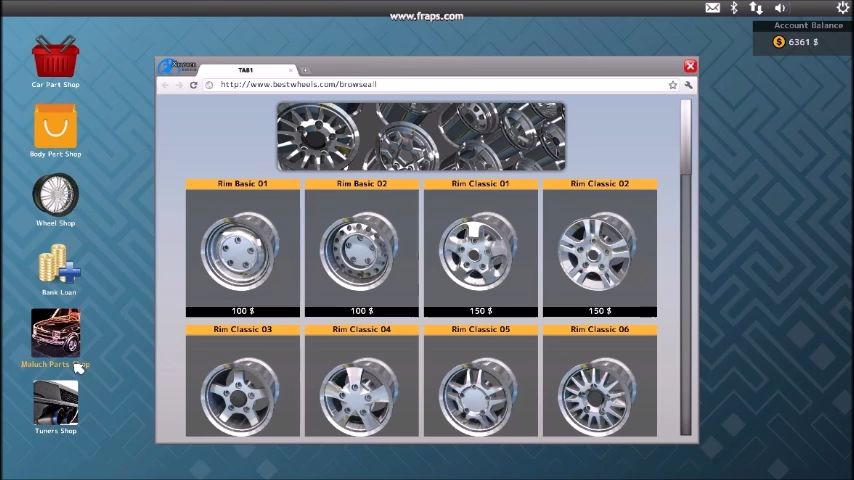 www.fraps.com
Account Balance
6361 $
Car Part Shop
Body Part Shop
Wheel Shop
Bank Loan
Maluch Parts Shop
Tuners Shop
TAB1
http://www.bestwheels.com/browseall
Rim Basic 01
Rim Basic 02
Rim Classic 01
Rim Classic 02
100 $
100 $
150 $
150 $
Rim Classic 03
Rim Classic 04
Rim Classic 05
Rim Classic 06